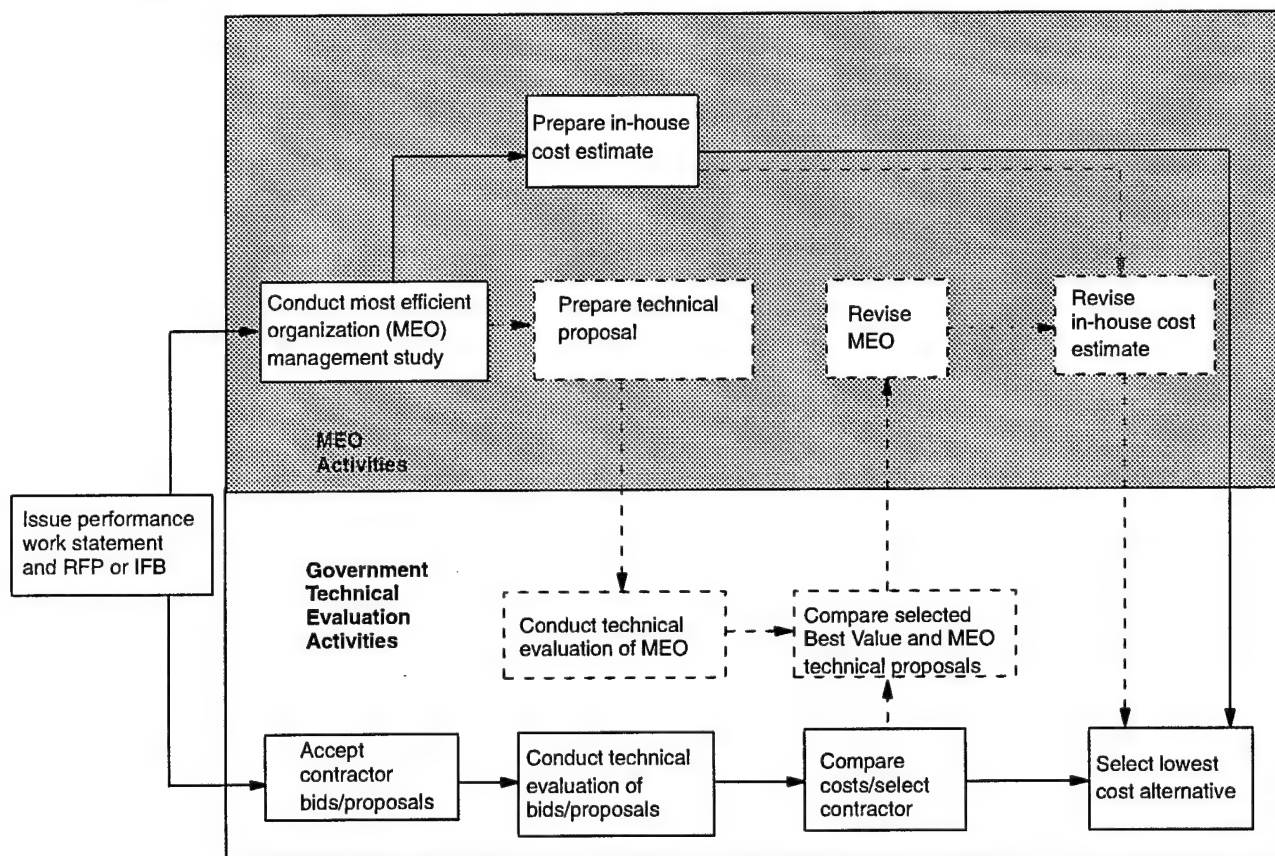 Prepare in-house
cost estimate
Conduct most efficient
organization (MEO)
management study
Prepare technical
proposal
Revise
MEO
Revise
in-house cost
estimate
MEO
Activities
Issue performance
work statement
and RFP or IFB
Government
Technical
Evaluation
Activities
Conduct technical
evaluation of MEO
Compare selected
Best Value and MEO
technical proposals
Accept
contractor
bids/proposals
Conduct technical
evaluation of
bids/proposals
Compare
costs/select
contractor
Select lowest
cost alternative